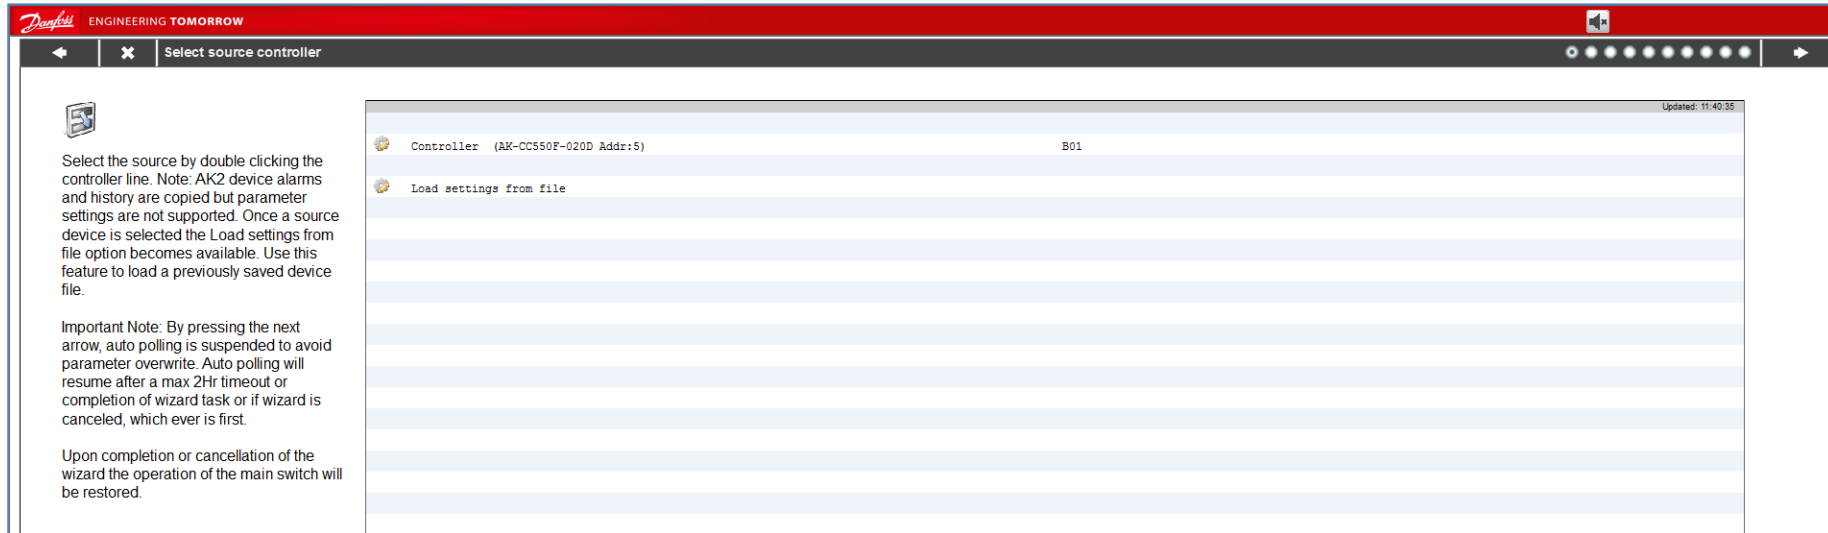 Danfoss ENGINEERING TOMORROW
Select source controller
Updated: 11:40:35
Controller (AK-CC550F-020D Addr:5) B01
Load settings from file
Select the source by double clicking the
controller line. Note: AK2 device alarms
and history are copied but parameter
settings are not supported. Once a source
device is selected the Load settings from
file option becomes available. Use this
feature to load a previously saved device
file.
Important Note: By pressing the next
arrow, auto polling is suspended to avoid
parameter overwrite. Auto polling will
resume after a max 2Hr timeout or
completion of wizard task or if wizard is
canceled, which ever is first.
Upon completion or cancellation of the
wizard the operation of the main switch will
be restored.